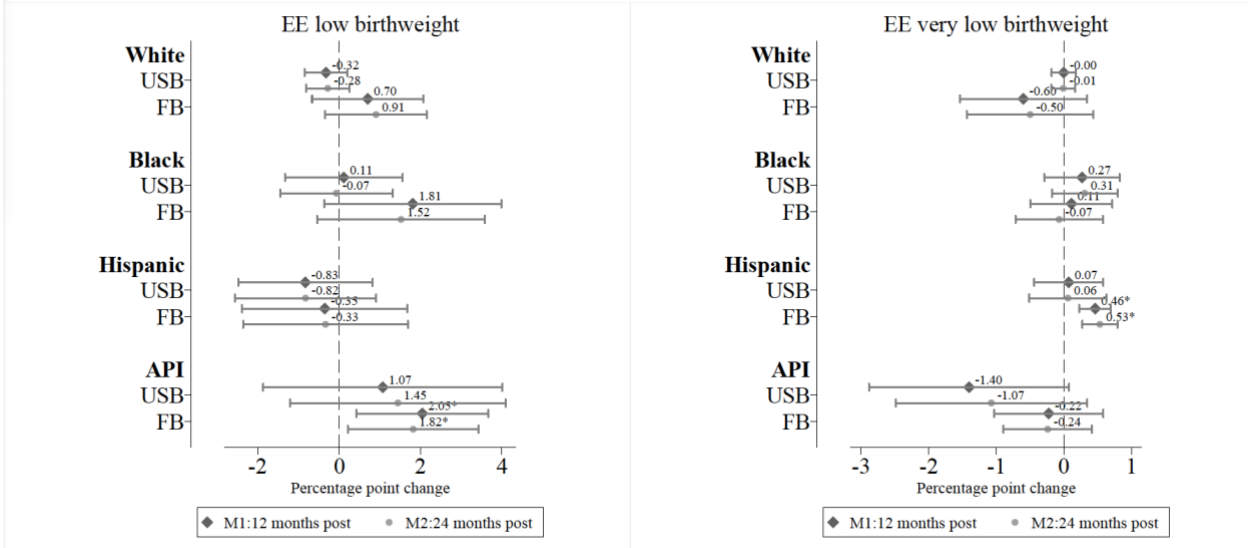 EE low birthweight
White
-0.32
USB
-0.28
0.70
FB
0.91
Black
0.11
USB
-0.07
1.81
FB
1.52
Hispanic
-0.83
USB
-0.82
-0.35
FB
-0.33
API
1.07
USB
1.45
2.05*
FB
1.82*
-2 0 2 4
Percentage point change
M1:12 months post M2:24 months post
EE very low birthweight
White
-0.00
USB
-0.01
-0.60
FB
-0.50
Black
0.27
USB
0.31
0.11
FB
-0.07
Hispanic
0.07
USB
0.06
0.46*
FB
0.53*
API
-1.40
USB
-1.07
-0.22
FB
-0.24
-3 -2 -1 0 1
Percentage point change
M1:12 months post M2:24 months post